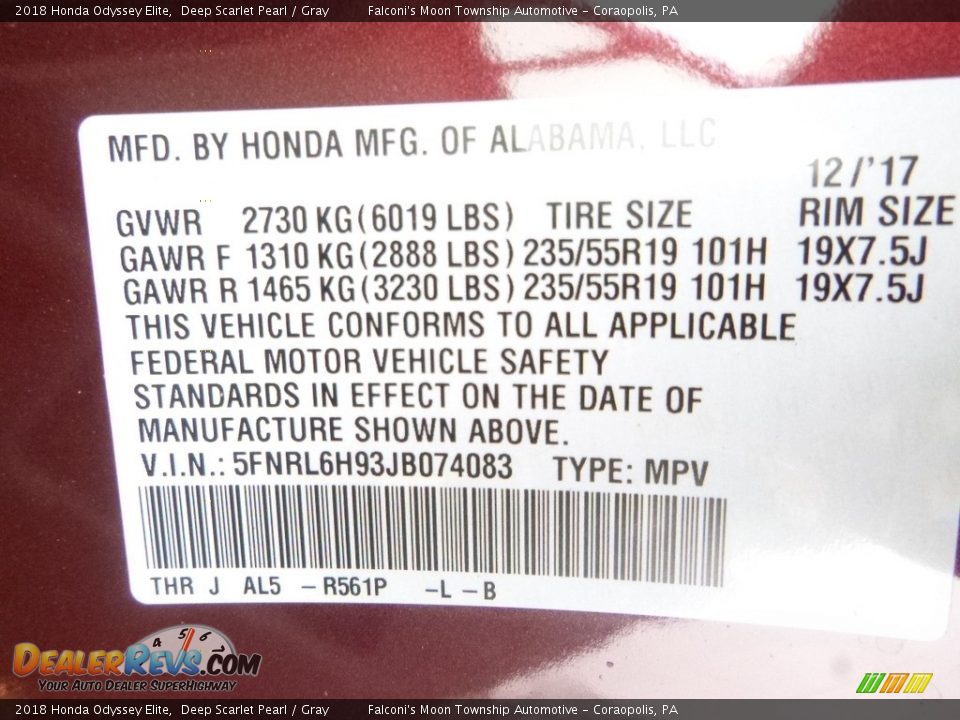 2018 Honda Odyssey Elite, Deep Scarlet Pearl / Gray Falconi's Moon Township Automotive - Coraopolis, PA
MFD. BY HONDA MFG. OF ALABAMA, LLC
12/'17
GVWR 2730 KG (6019 LBS) TIRE SIZE RIM SIZE
GAWR F 1310 KG (2888 LBS) 235/55R19 101H 19X7.5J
GAWR R 1465 KG (3230 LBS) 235/55R19 101H 19X7.5J
THIS VEHICLE CONFORMS TO ALL APPLICABLE
FEDERAL MOTOR VEHICLE SAFETY
STANDARDS IN EFFECT ON THE DATE OF
MANUFACTURE SHOWN ABOVE.
V.I.N.: 5FNRL6H93JB074083 TYPE: MPV
THR J AL5 - R561P - L - B
4 5 6
DEALERREVS.COM
YOUR AUTO DEALER SUPERHIGHWAY
2018 Honda Odyssey Elite, Deep Scarlet Pearl / Gray Falconi's Moon Township Automotive - Coraopolis, PA